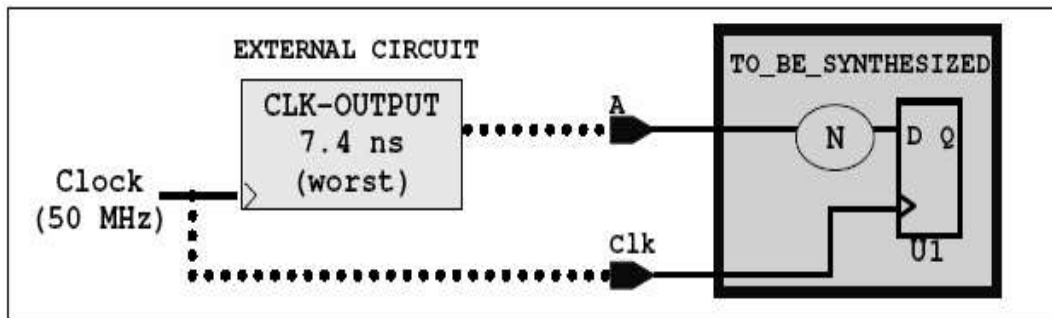 EXTERNAL CIRCUIT
CLK-OUTPUT
7.4 ns
(worst)
Clock
(50 MHz)
A
Clk
TO_BE_SYNTHESIZED
N
D Q
U1